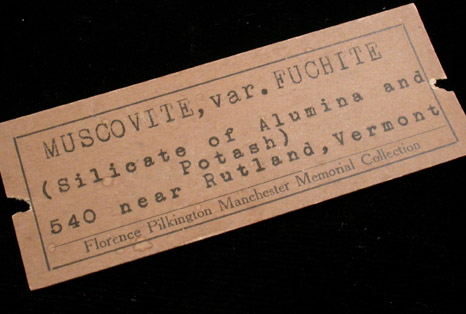 MUSCOVITE, var. FUCHITE
(Silicate of Alumina and
Potash)
540 near Rutland, Vermont
Florence Pilkington Manchester Memorial Collection